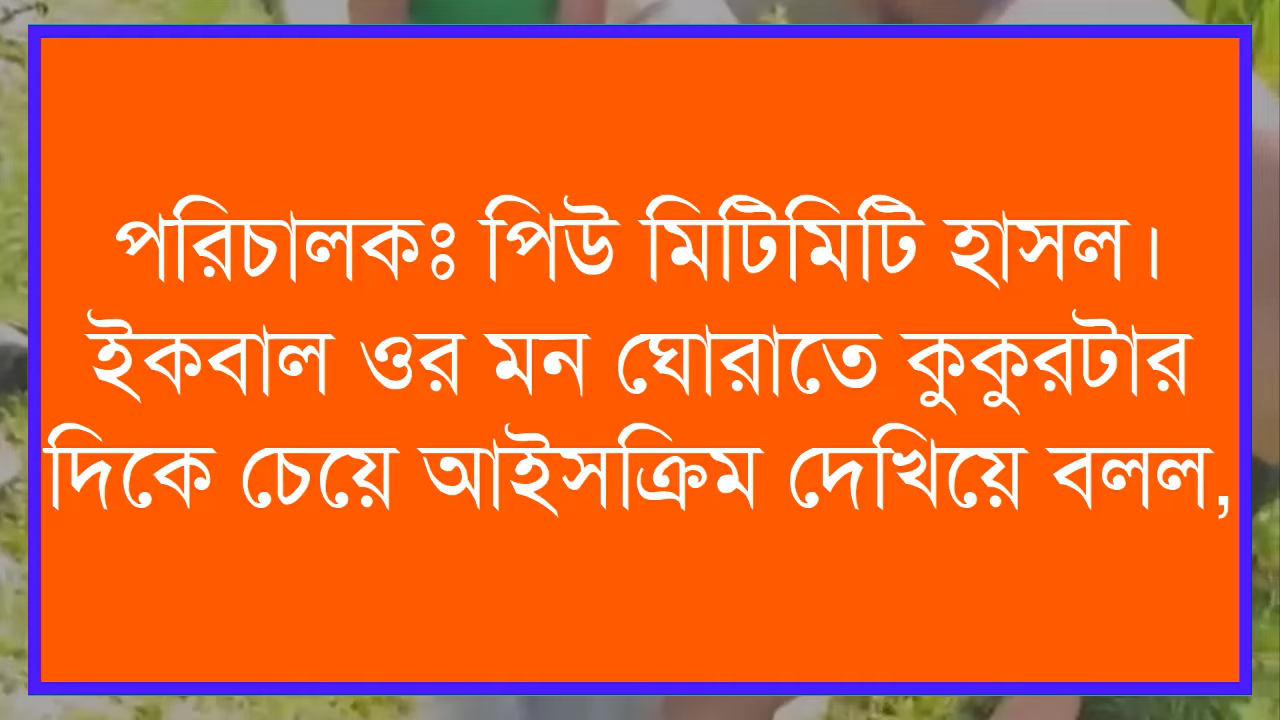 পরিচালকঃ পিউ মিটিমিটি হাসল।
ইকবাল ওর মন ঘোরাতে কুকুরটার
দিকে চেয়ে আইসক্রিম দেখিয়ে বলল,